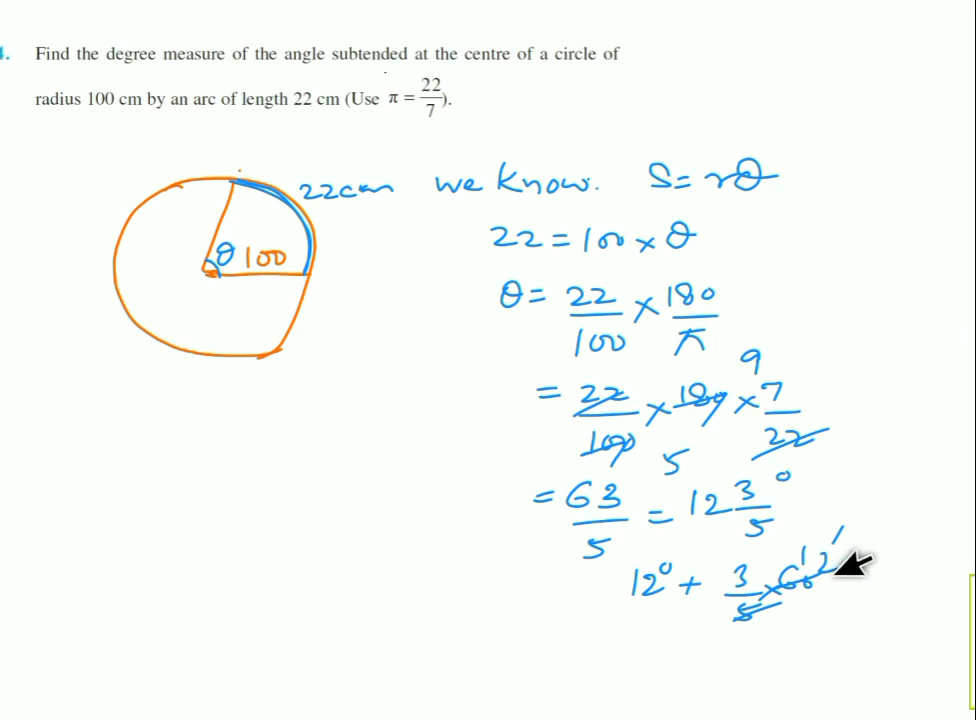 4. Find the degree measure of the angle subtended at the centre of a circle of
radius 100 cm by an arc of length 22 cm (Use π = 22/7).
22cm we know. S = rθ
θ 100
22 = 100 × θ
θ = 22/100 × 180/π
= 22/100 × 180 × 7/22
9
5
= 63/5 = 12 3/5°
12° + 3/5 × 60 12'